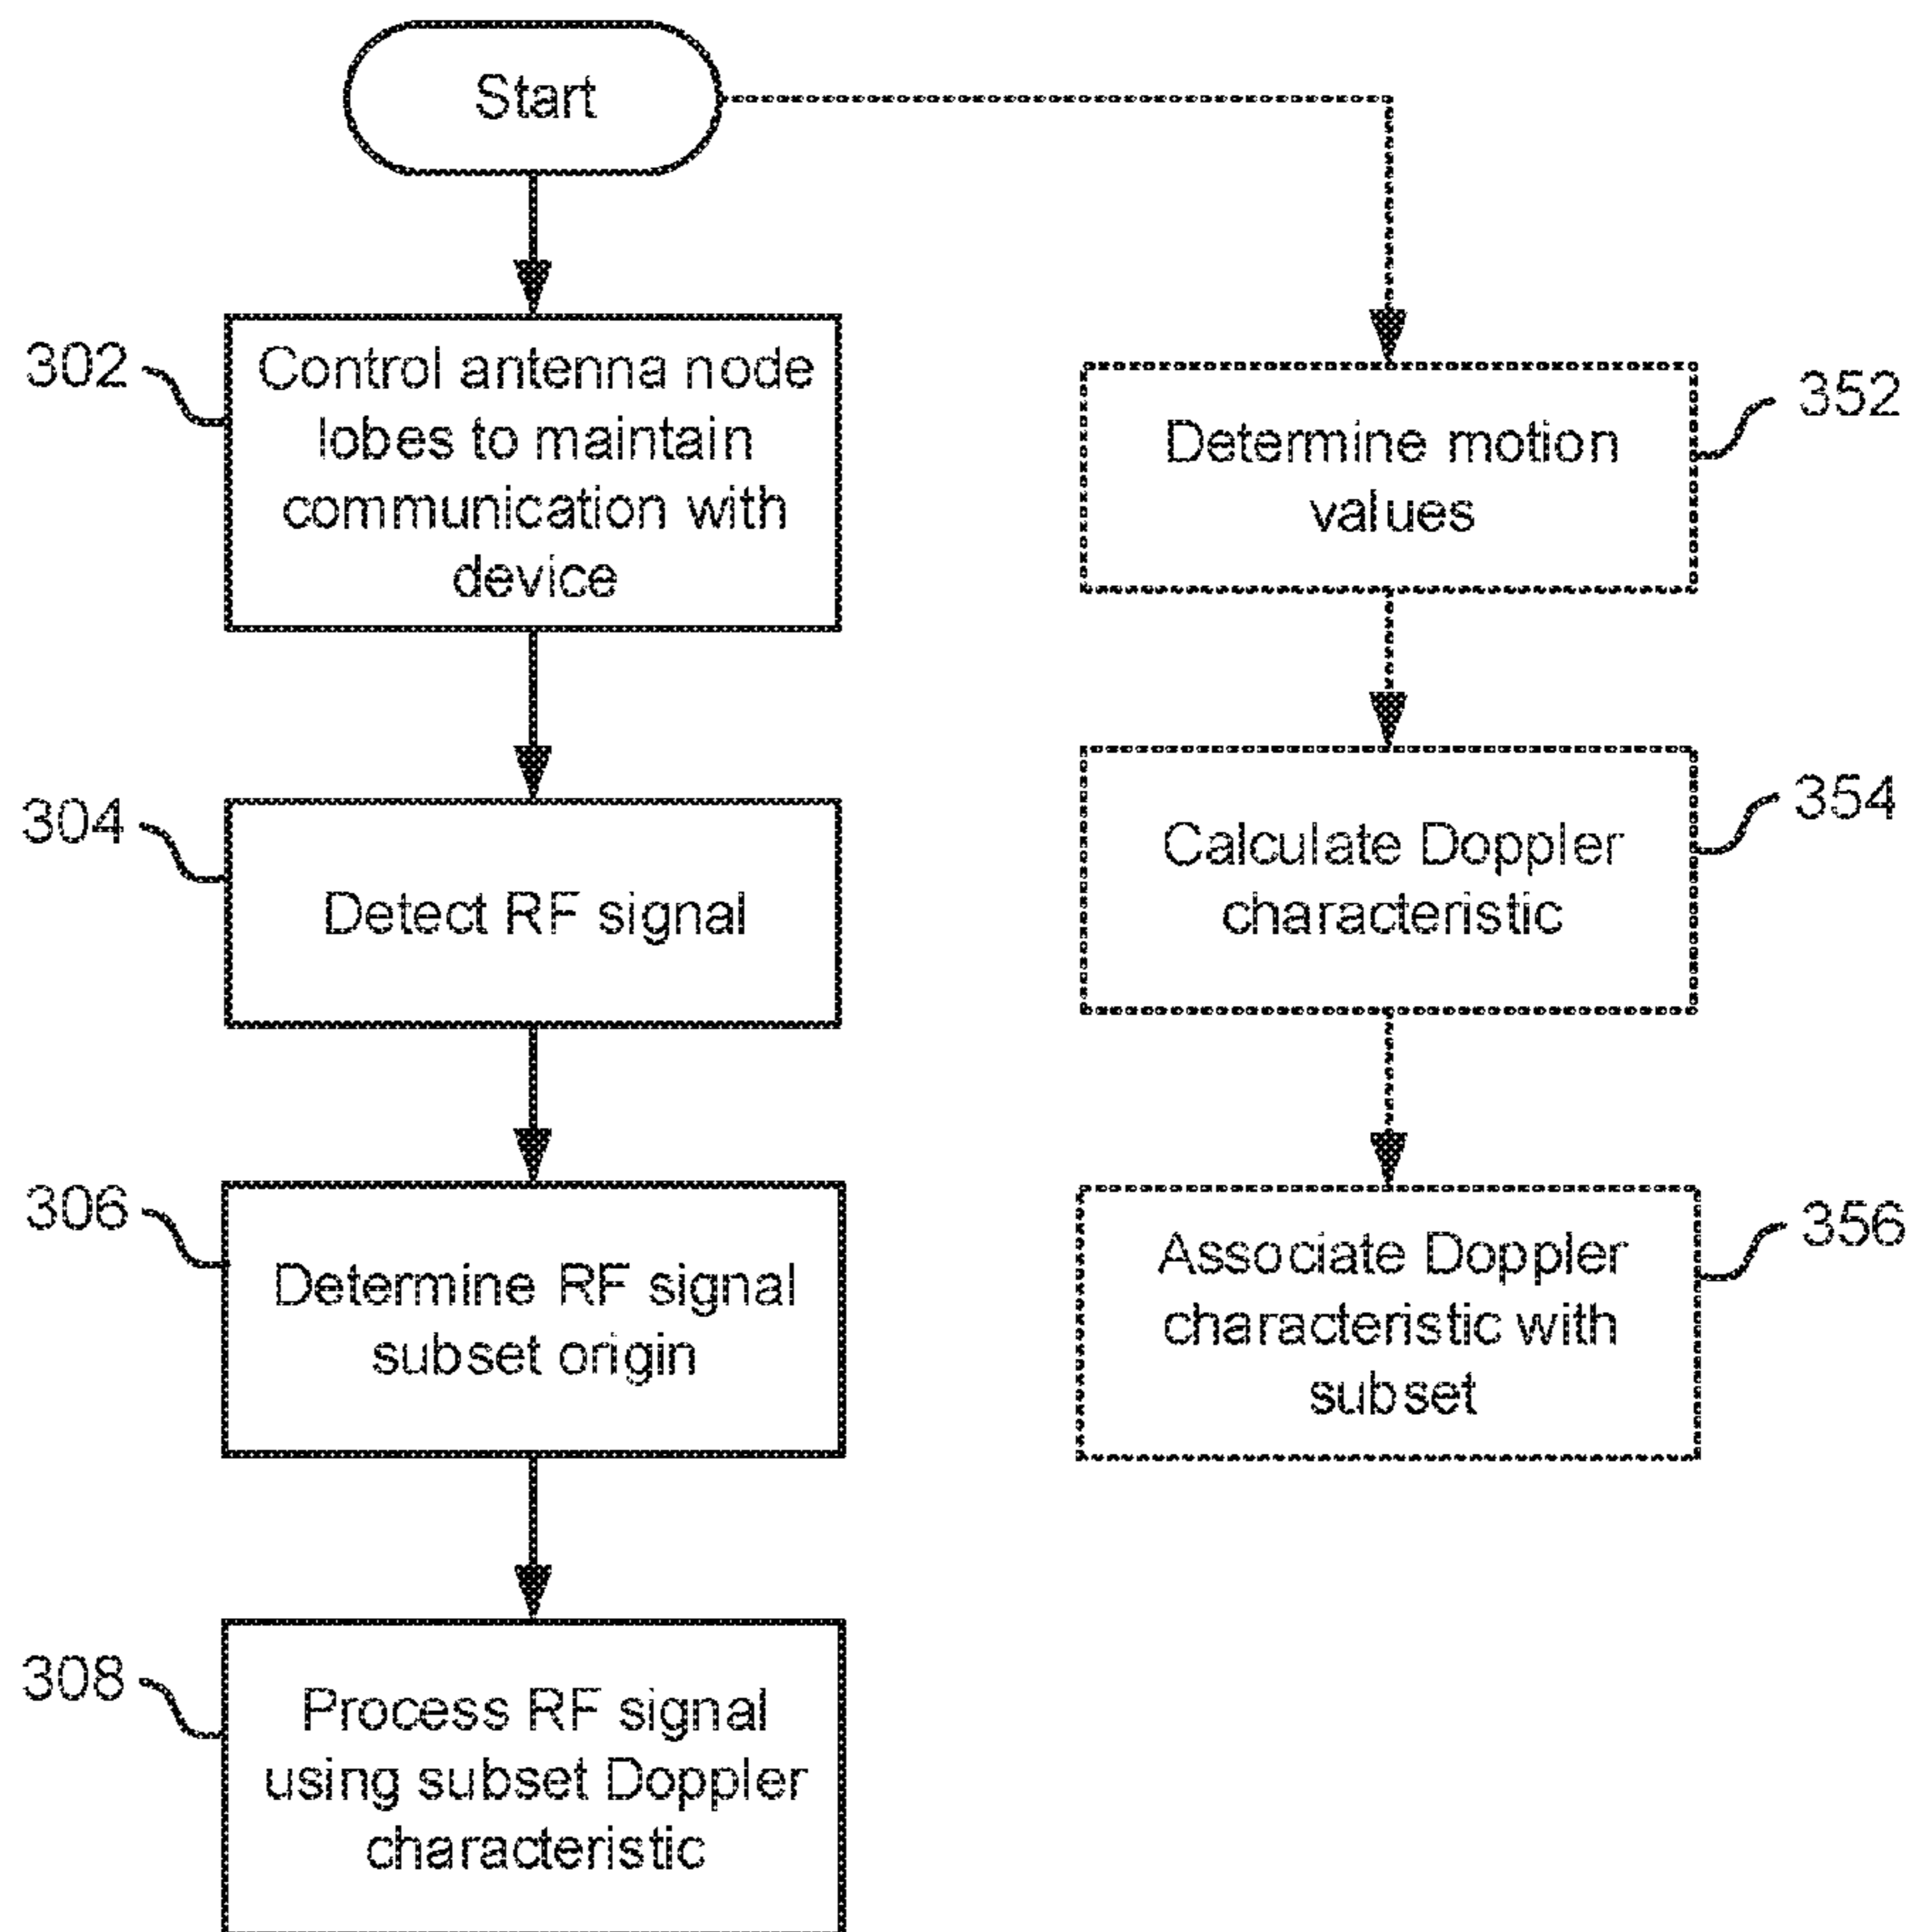 Start
302
Control antenna node
lobes to maintain
communication with
device
304
Detect RF signal
306
Determine RF signal
subset origin
308
Process RF signal
using subset Doppler
characteristic
352
Determine motion
values
354
Calculate Doppler
characteristic
356
Associate Doppler
characteristic with
subset